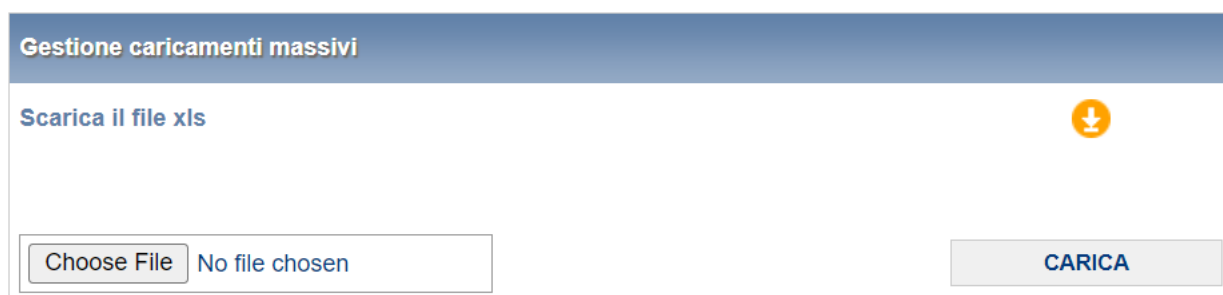 Gestione caricamenti massivi
Scarica il file xls
Choose File No file chosen
CARICA